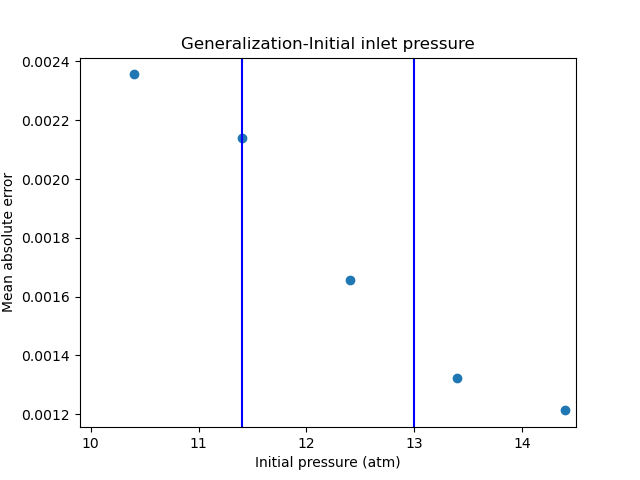 Generalization-Initial inlet pressure
Mean absolute error
0.0024
0.0022
0.0020
0.0018
0.0016
0.0014
0.0012
10 11 12 13 14
Initial pressure (atm)